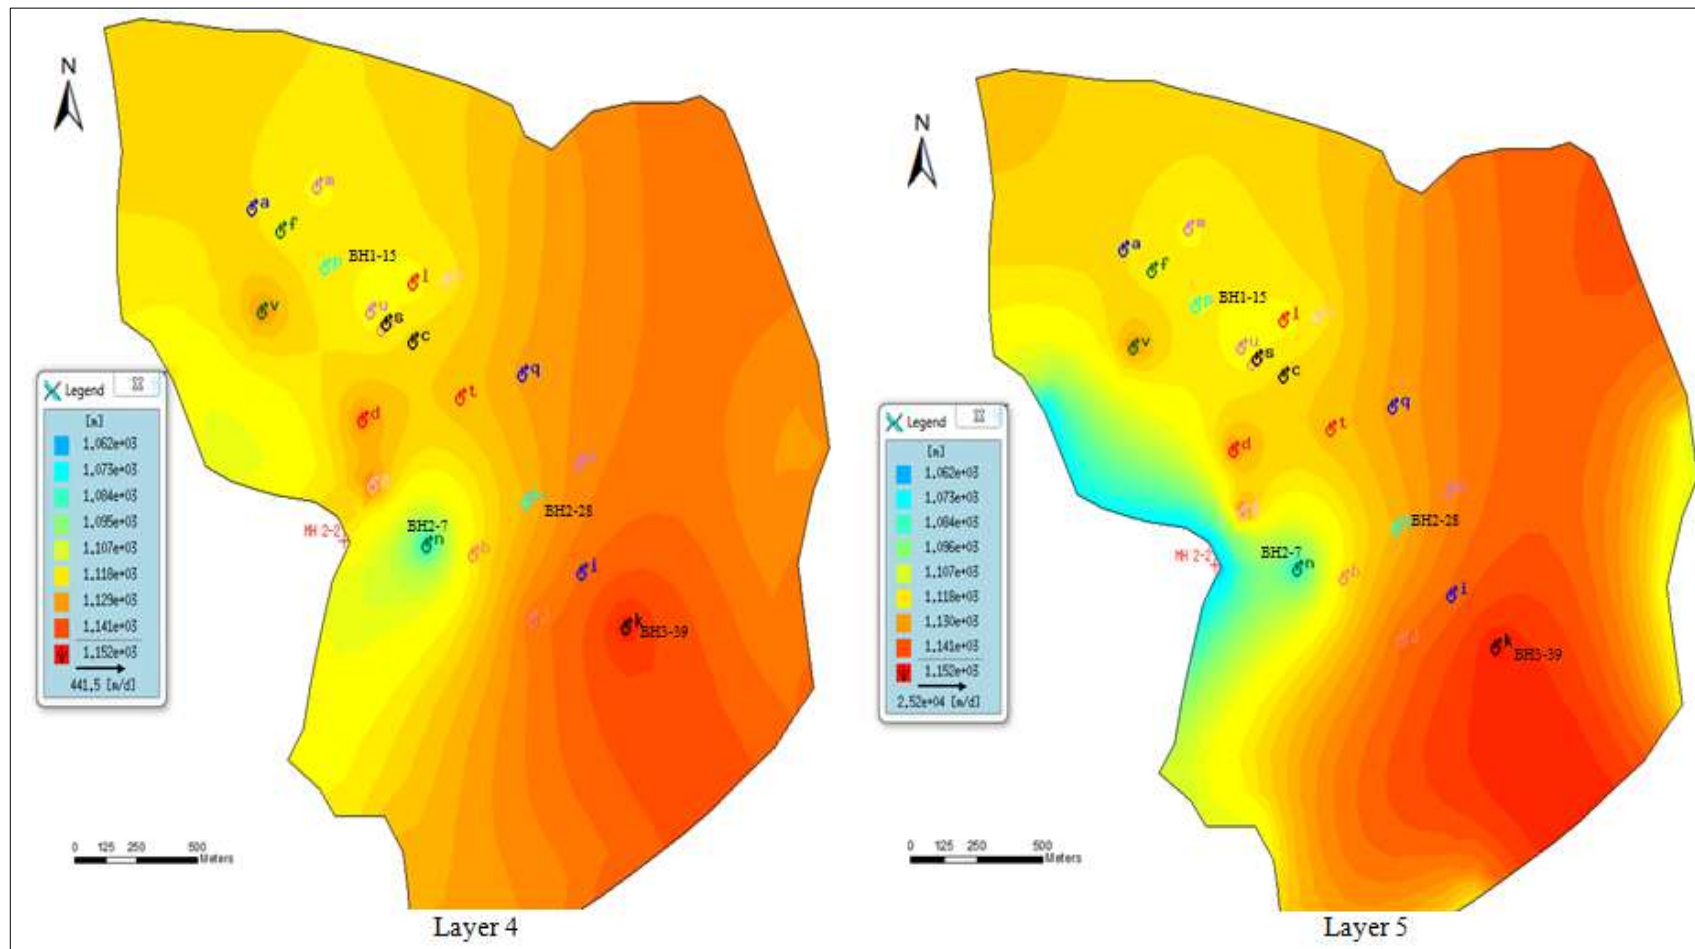 N
a
f
BH1-15
l
v
u
s
c
q
t
d
BH2-28
BH2-7
MH 2-2
n
b
i
k
BH3-39
Legend
[m]
1.062e+03
1.073e+03
1.084e+03
1.095e+03
1.107e+03
1.118e+03
1.129e+03
1.141e+03
1.152e+03
441.5 [m/d]
0 125 250 500
Meters
Layer 4
N
a
f
BH1-15
l
v
u
s
c
q
t
d
BH2-28
BH2-7
MH 2-2
n
b
i
k
BH3-39
Legend
[m]
1.062e+03
1.073e+03
1.084e+03
1.096e+03
1.107e+03
1.118e+03
1.130e+03
1.141e+03
1.152e+03
2.52e+04 [m/d]
0 125 250 500
Meters
Layer 5